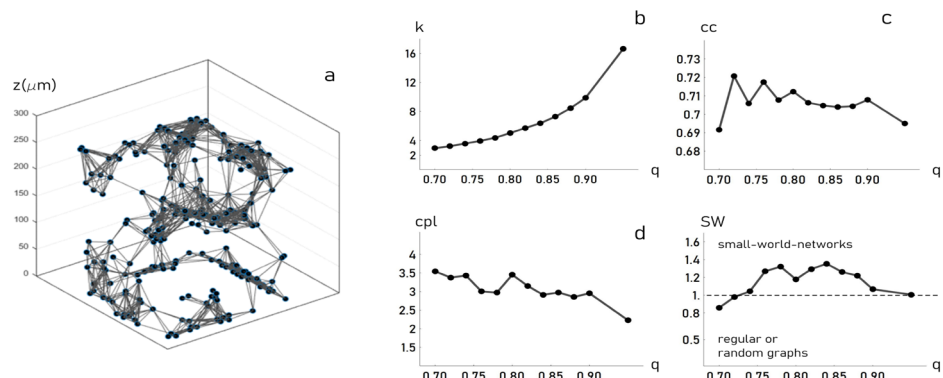 z(μm)
a
300
250
200
150
100
50
0
k
b
16
12
8
4
2
0.70 0.75 0.80 0.85 0.90 q
cc
c
0.73
0.72
0.71
0.69
0.68
0.70 0.75 0.80 0.85 0.90 q
cpl
d
4
3.5
3
2.5
2
1.5
0.70 0.75 0.80 0.85 0.90 q
SW
small-world-networks
1.6
1.4
1.2
1.
0.8
0.5
regular or
random graphs
0.70 0.75 0.80 0.85 0.90 q